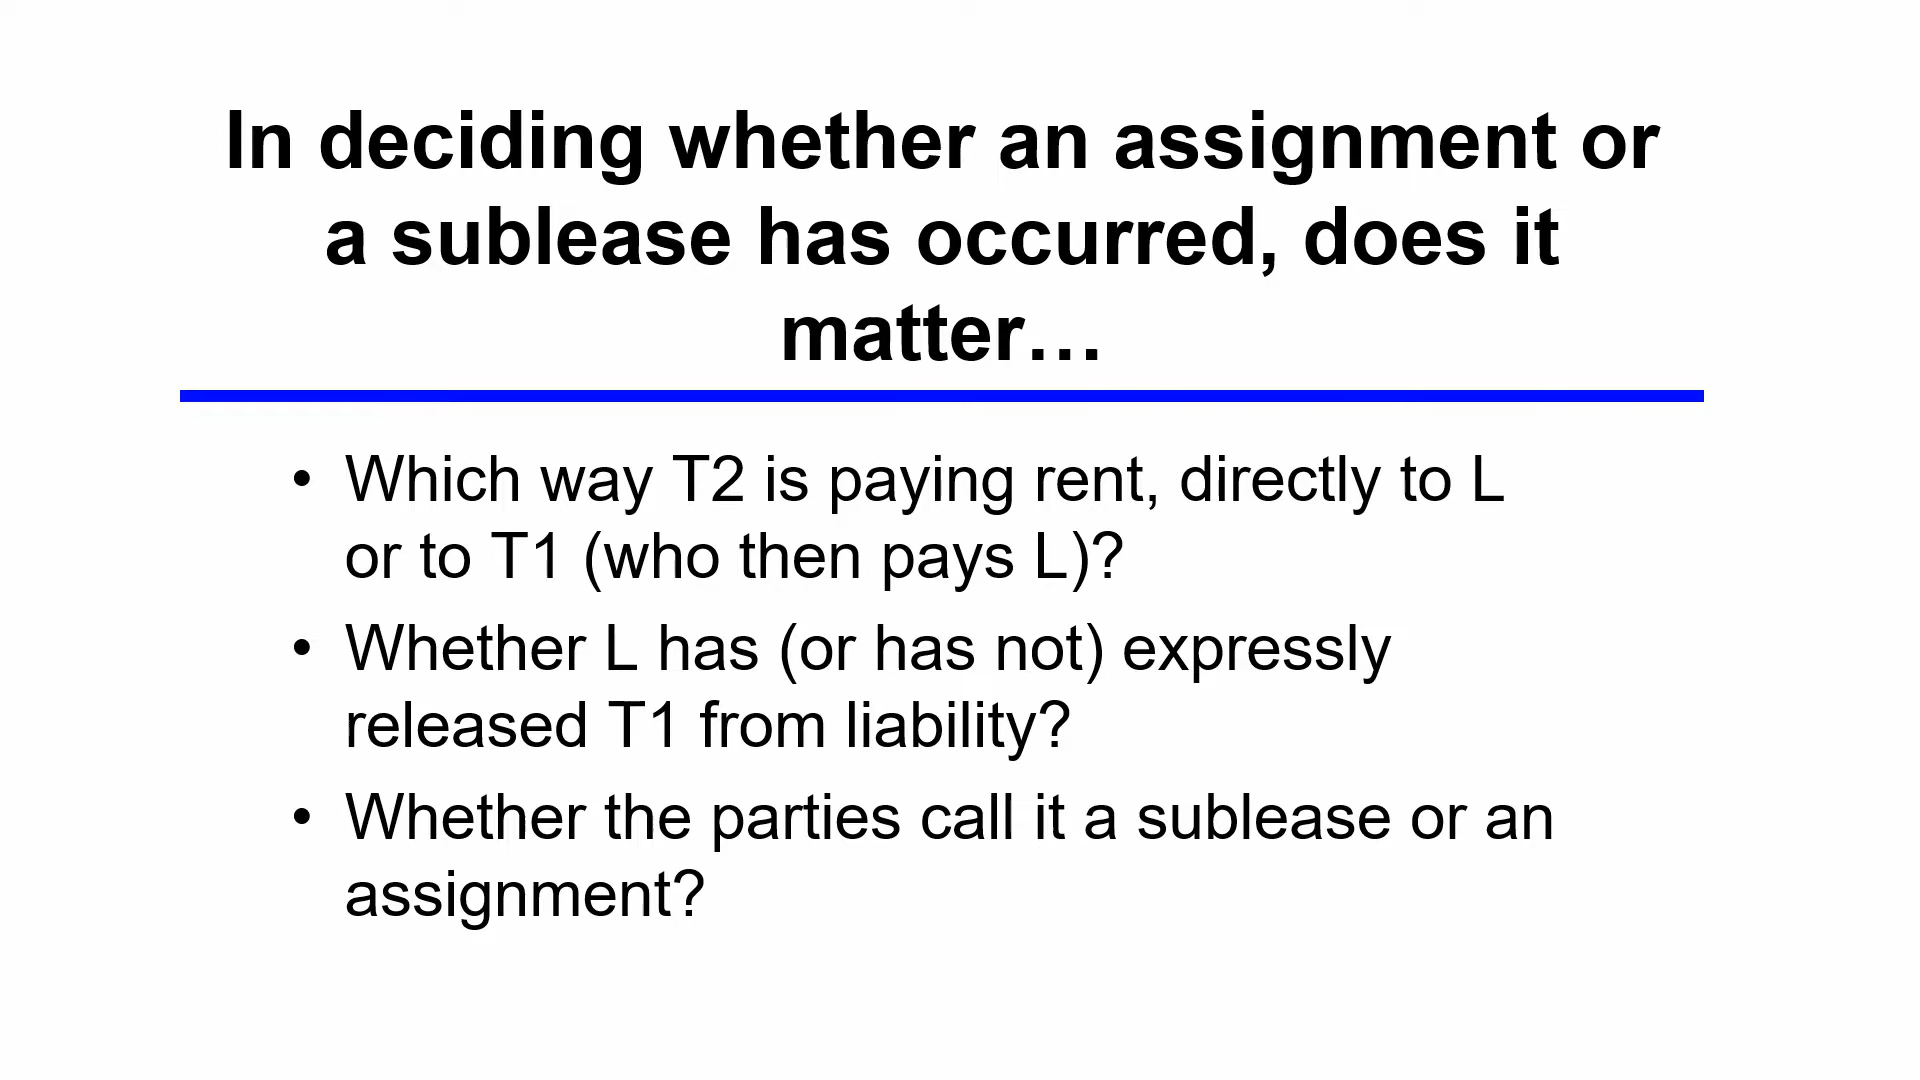 In deciding whether an assignment or
a sublease has occurred, does it
matter…
• Which way T2 is paying rent, directly to L
or to T1 (who then pays L)?
• Whether L has (or has not) expressly
released T1 from liability?
• Whether the parties call it a sublease or an
assignment?